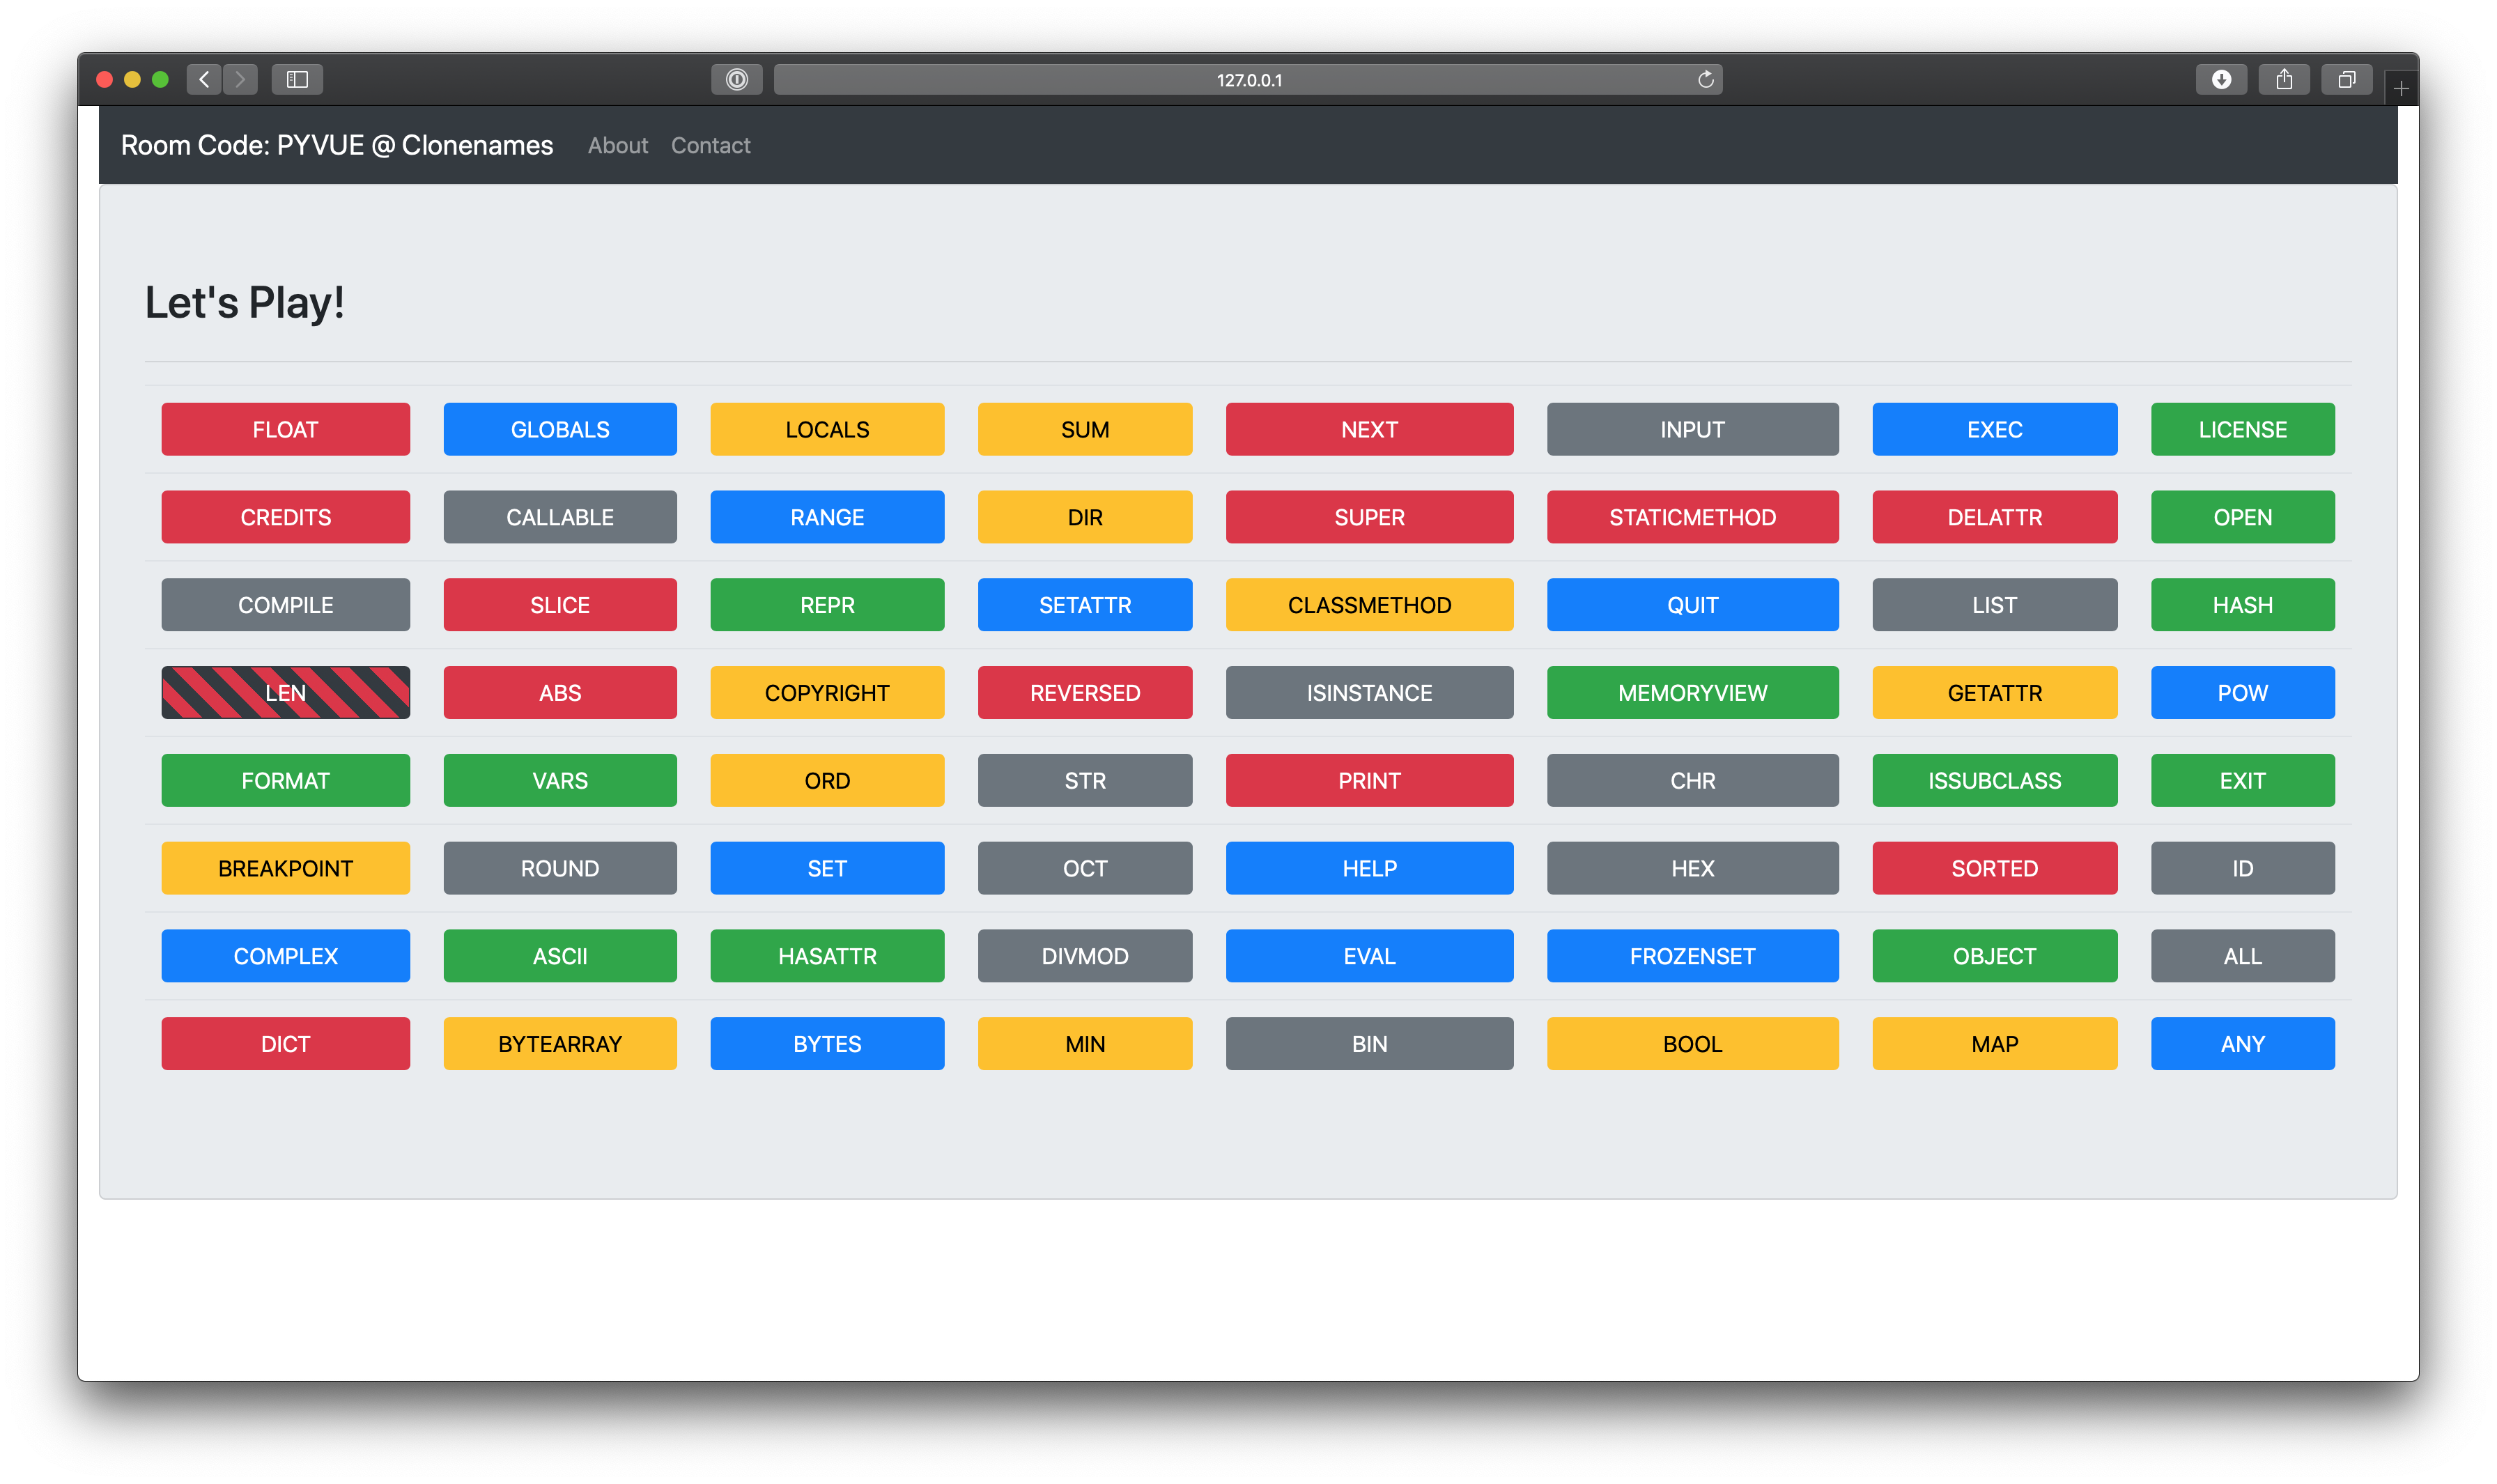 127.0.0.1
Room Code: PYVUE @ Clonenames About Contact
Let's Play!
FLOAT GLOBALS LOCALS SUM NEXT INPUT EXEC LICENSE
CREDITS CALLABLE RANGE DIR SUPER STATICMETHOD DELATTR OPEN
COMPILE SLICE REPR SETATTR CLASSMETHOD QUIT LIST HASH
LEN ABS COPYRIGHT REVERSED ISINSTANCE MEMORYVIEW GETATTR POW
FORMAT VARS ORD STR PRINT CHR ISSUBCLASS EXIT
BREAKPOINT ROUND SET OCT HELP HEX SORTED ID
COMPLEX ASCII HASATTR DIVMOD EVAL FROZENSET OBJECT ALL
DICT BYTEARRAY BYTES MIN BIN BOOL MAP ANY